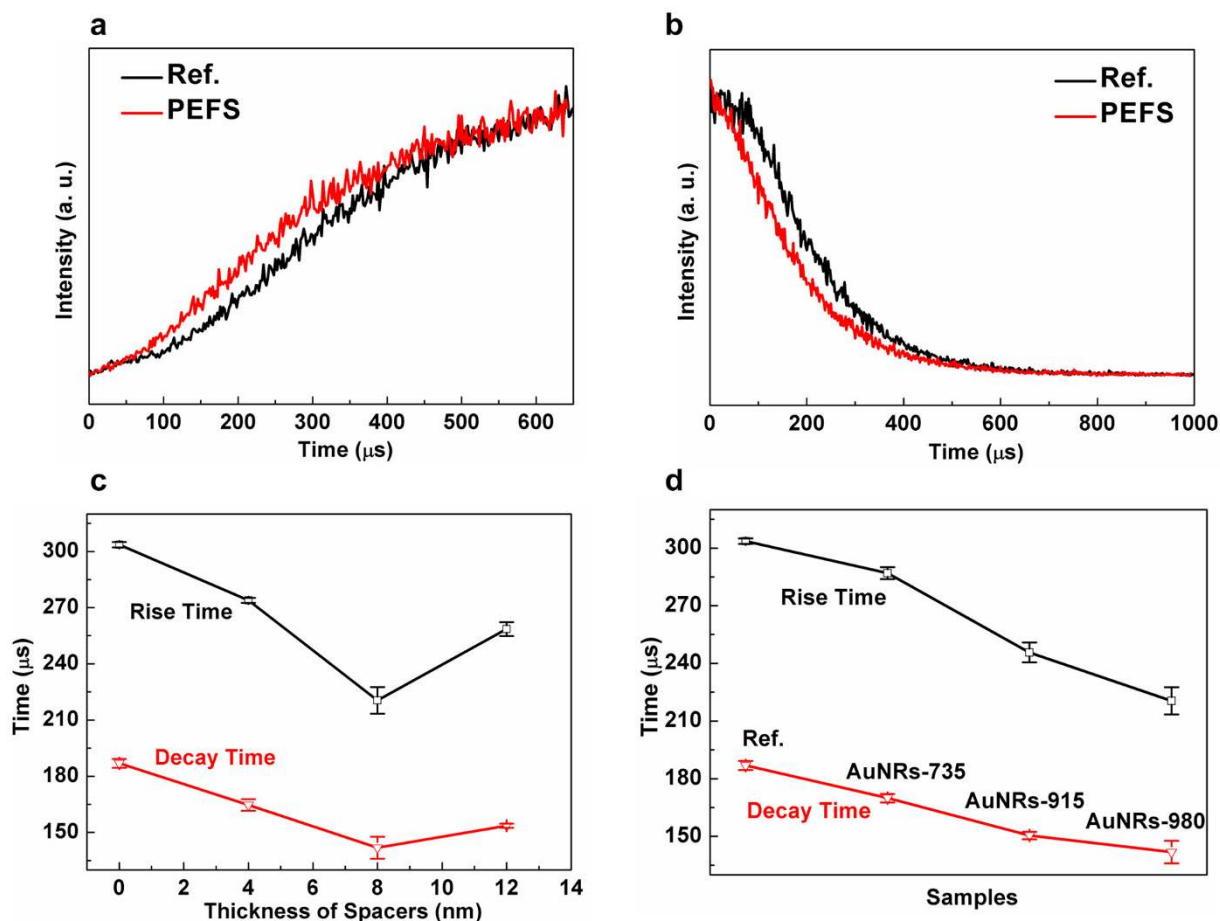 a
Ref.
PEFS
Intensity (a. u.)
0 100 200 300 400 500 600
Time (μs)
b
Ref.
PEFS
Intensity (a. u.)
0 200 400 600 800 1000
Time (μs)
c
300
270
240
210
180
150
Time (μs)
Rise Time
Decay Time
0 2 4 6 8 10 12 14
Thickness of Spacers (nm)
d
300
270
240
210
180
150
Time (μs)
Rise Time
Ref.
AuNRs-735
AuNRs-915
AuNRs-980
Decay Time
Samples